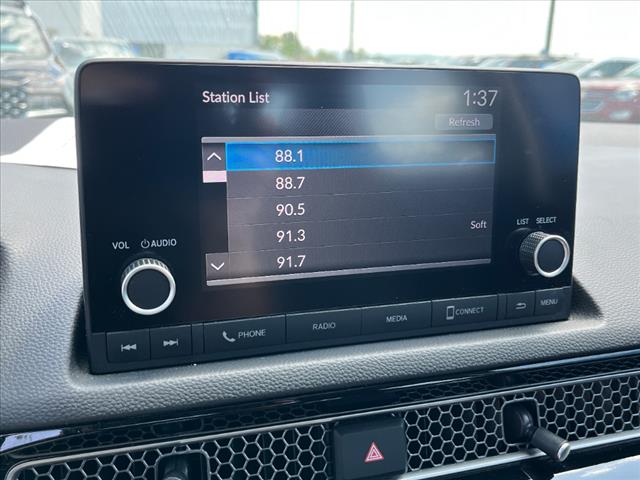 Station List 1:37
Refresh
88.1
88.7
90.5
91.3 Soft
91.7
VOL AUDIO
LIST SELECT
PHONE RADIO MEDIA CONNECT MENU